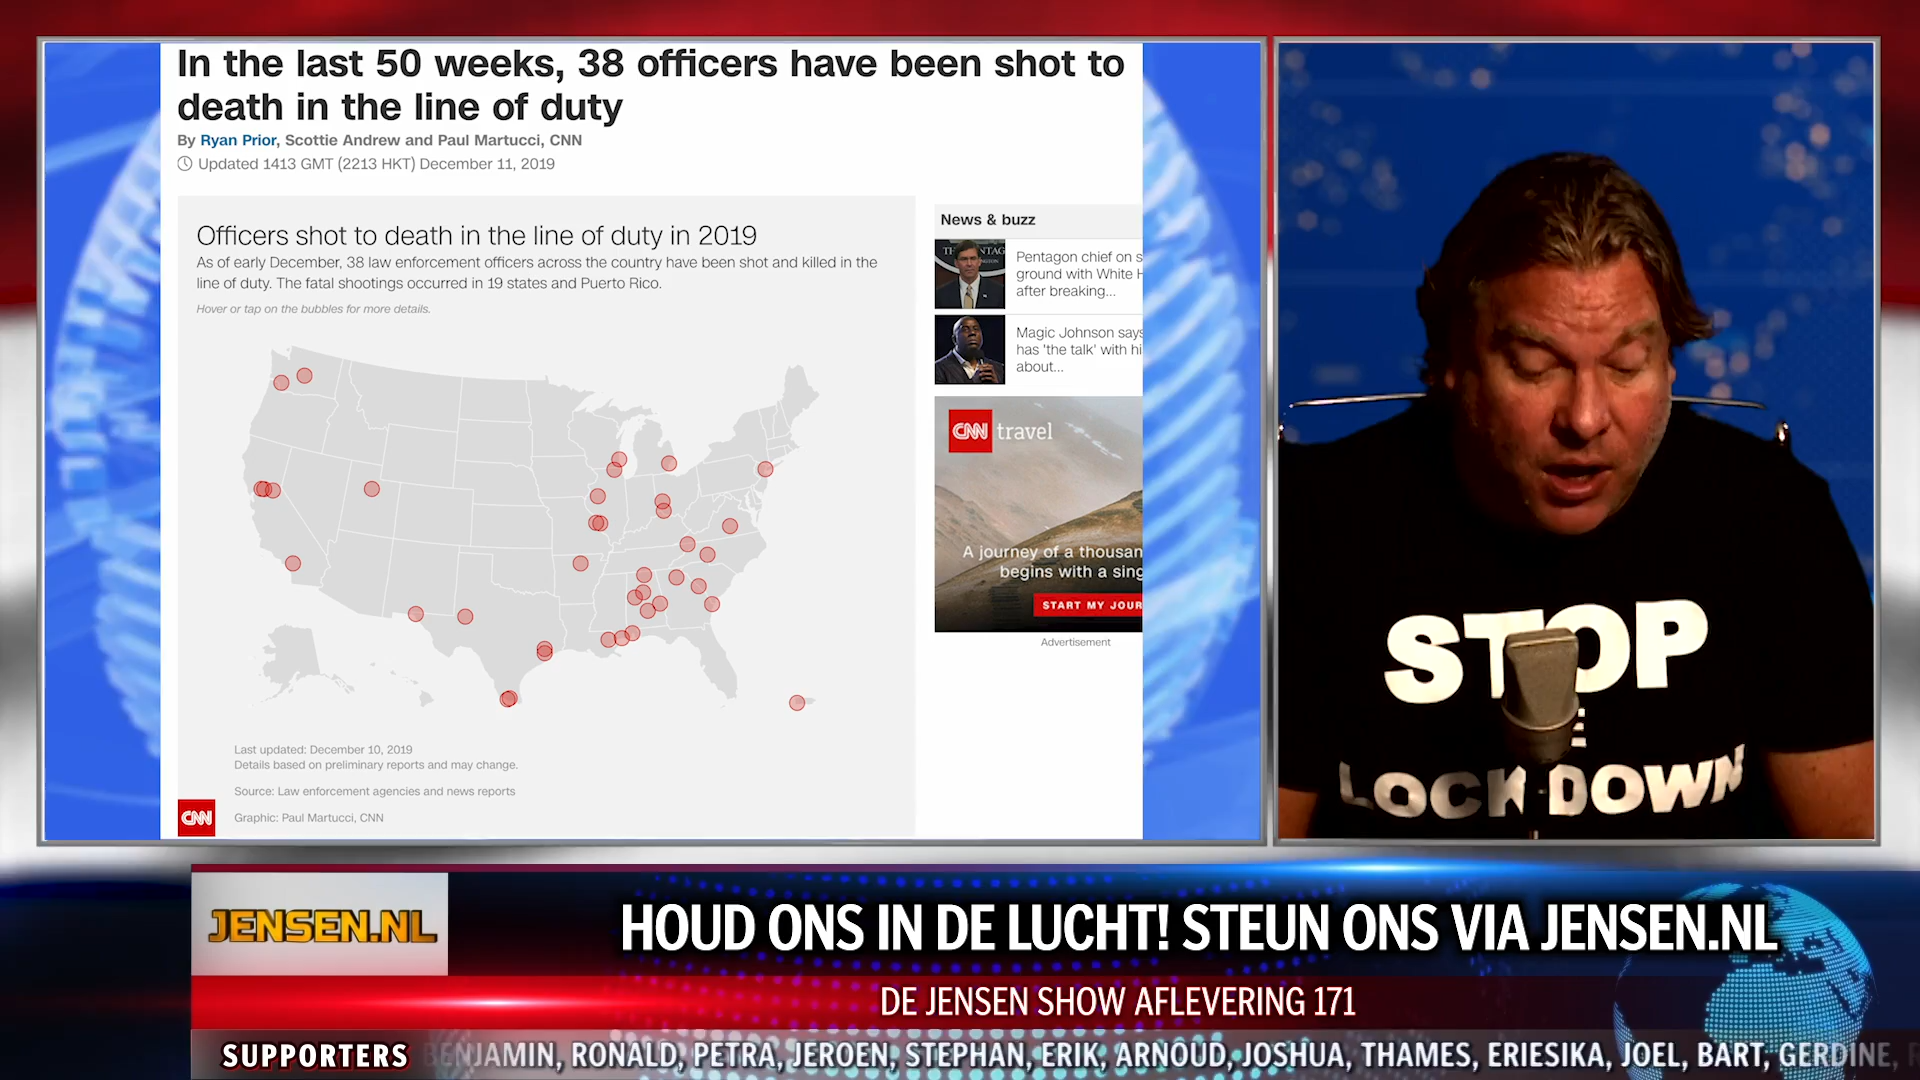 In the last 50 weeks, 38 officers have been shot to
death in the line of duty
By Ryan Prior, Scottie Andrew and Paul Martucci, CNN
Updated 1413 GMT (2213 HKT) December 11, 2019
Officers shot to death in the line of duty in 2019
As of early December, 38 law enforcement officers across the country have been shot and killed in the
line of duty. The fatal shootings occurred in 19 states and Puerto Rico.
Hover or tap on the bubbles for more details.
Last updated: December 10, 2019
Details based on preliminary reports and may change.
Source: Law enforcement agencies and news reports
Graphic: Paul Martucci, CNN
CNN
News & buzz
Pentagon chief on s
ground with White H
after breaking...
Magic Johnson says
has 'the talk' with hi
about...
CNN travel
A journey of a thousan
begins with a sing
START MY JOUR
Advertisement
STOP
E
LOCKDOWN
JENSEN.NL
HOUD ONS IN DE LUCHT! STEUN ONS VIA JENSEN.NL
DE JENSEN SHOW AFLEVERING 171
SUPPORTERS BENJAMIN, RONALD, PETRA, JEROEN, STEPHAN, ERIK, ARNOUD, JOSHUA, THAMES, ERIESIKA, JOEL, BART, GERDINE,